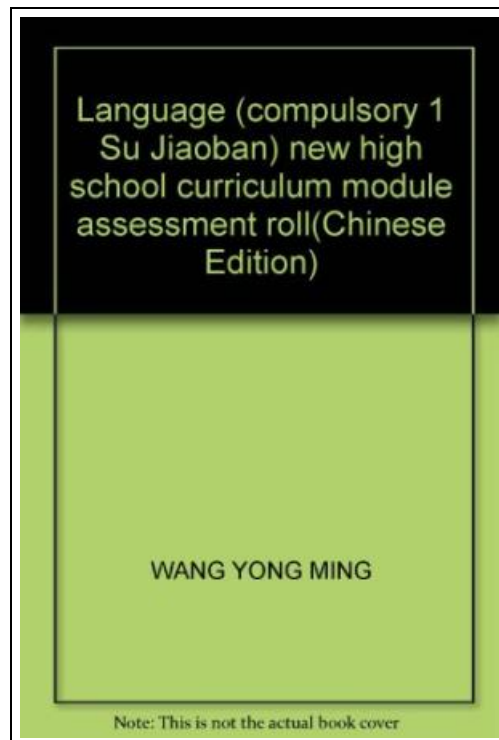 Language (compulsory 1
Su Jiaoban) new high
school curriculum module
assessment roll(Chinese
Edition)
WANG YONG MING
Note: This is not the actual book cover